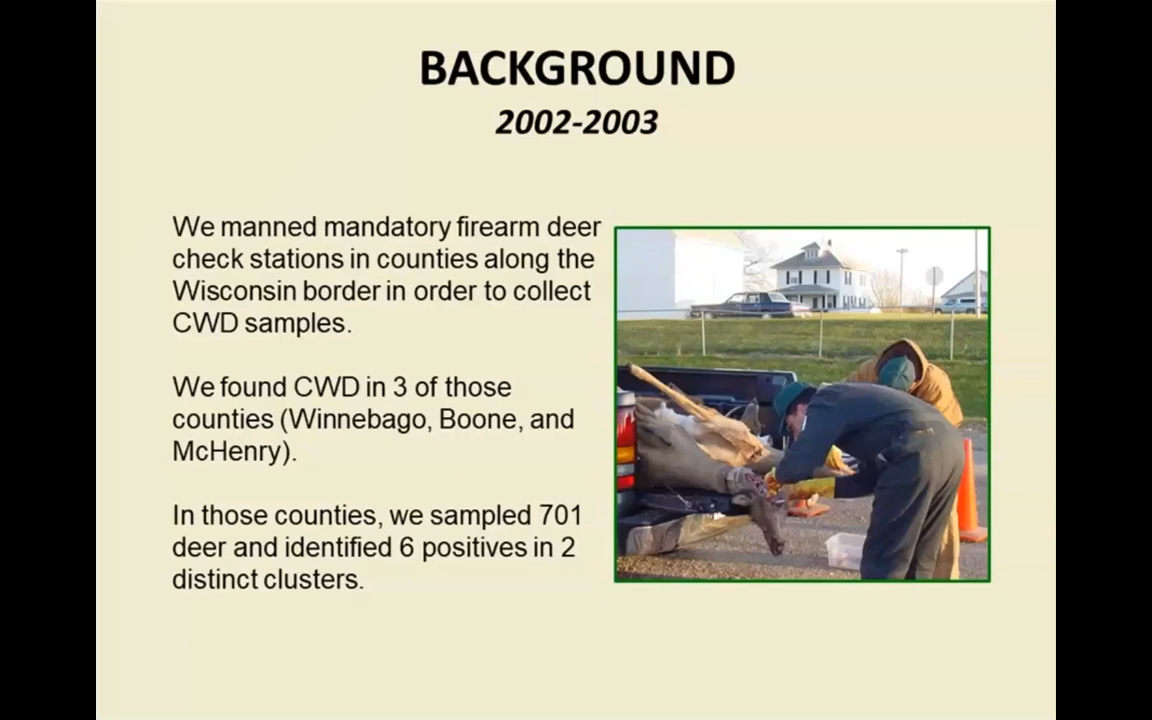 BACKGROUND
2002-2003
We manned mandatory firearm deer
check stations in counties along the
Wisconsin border in order to collect
CWD samples.
We found CWD in 3 of those
counties (Winnebago, Boone, and
McHenry).
In those counties, we sampled 701
deer and identified 6 positives in 2
distinct clusters.